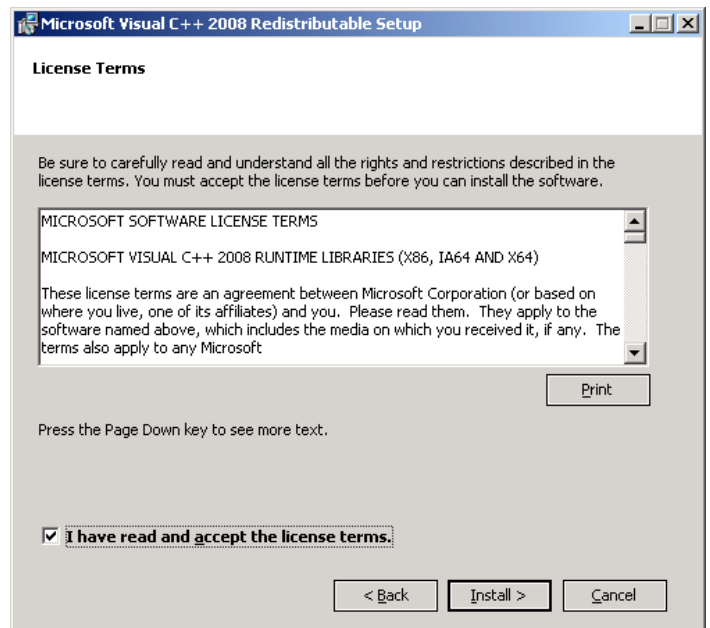 Microsoft Visual C++ 2008 Redistributable Setup
License Terms
Be sure to carefully read and understand all the rights and restrictions described in the
license terms. You must accept the license terms before you can install the software.
MICROSOFT SOFTWARE LICENSE TERMS
MICROSOFT VISUAL C++ 2008 RUNTIME LIBRARIES (X86, IA64 AND X64)
These license terms are an agreement between Microsoft Corporation (or based on
where you live, one of its affiliates) and you.  Please read them.  They apply to the
software named above, which includes the media on which you received it, if any.  The
terms also apply to any Microsoft
Print
Press the Page Down key to see more text.
I have read and accept the license terms.
< Back
Install >
Cancel